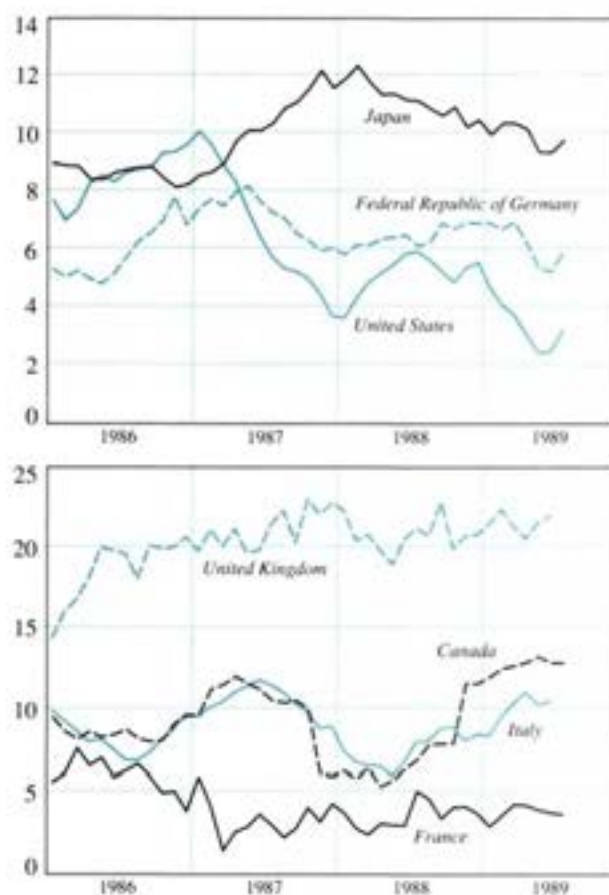 14
12
Japan
10
8
Federal Republic of Germany
6
4
United States
2
0
1986 1987 1988 1989
25
20
United Kingdom
15
Canada
10
Italy
5
France
0
1986 1987 1988 1989